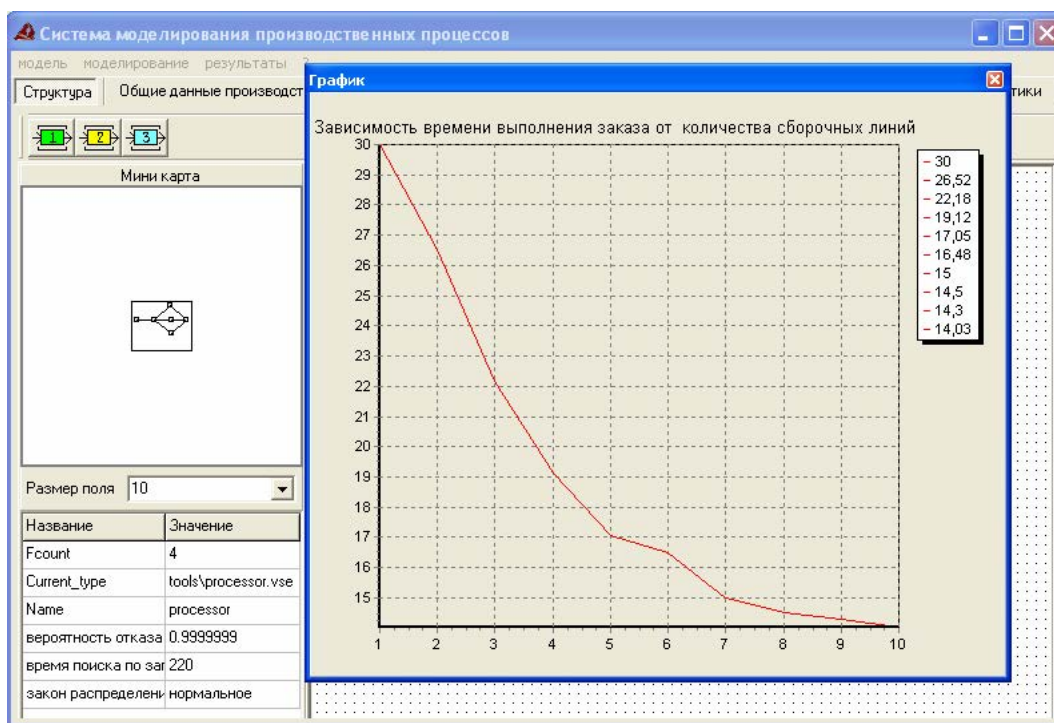 Система моделирования производственных процессов
модель моделирование результаты ?
Структура Общие данные производст
тики
1 2 3
Мини карта
Размер поля 10
Название Значение
Fcount 4
Current_type tools\processor.vse
Name processor
вероятность отказа 0.9999999
время поиска по заг 220
закон распределени нормальное
График
Зависимость времени выполнения заказа от количества сборочных линий
30
29
28
27
26
25
24
23
22
21
20
19
18
17
16
15
1 2 3 4 5 6 7 8 9 10
30
26,52
22,18
19,12
17,05
16,48
15
14,5
14,3
14,03